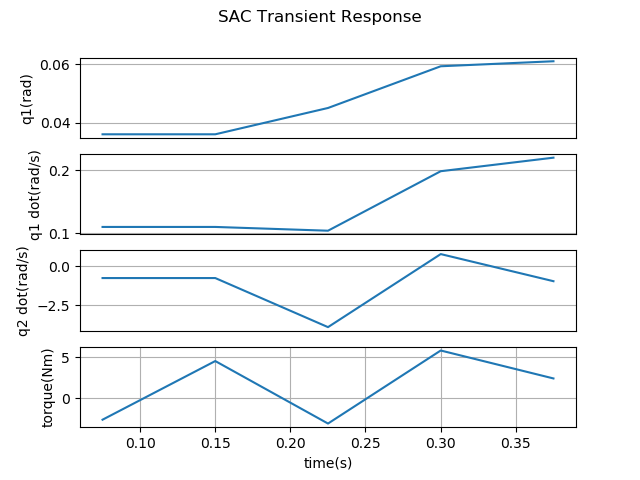 SAC Transient Response
q1(rad)
0.06
0.04
q1 dot(rad/s)
0.2
0.1
q2 dot(rad/s)
0.0
−2.5
torque(Nm)
5
0
0.10 0.15 0.20 0.25 0.30 0.35
time(s)